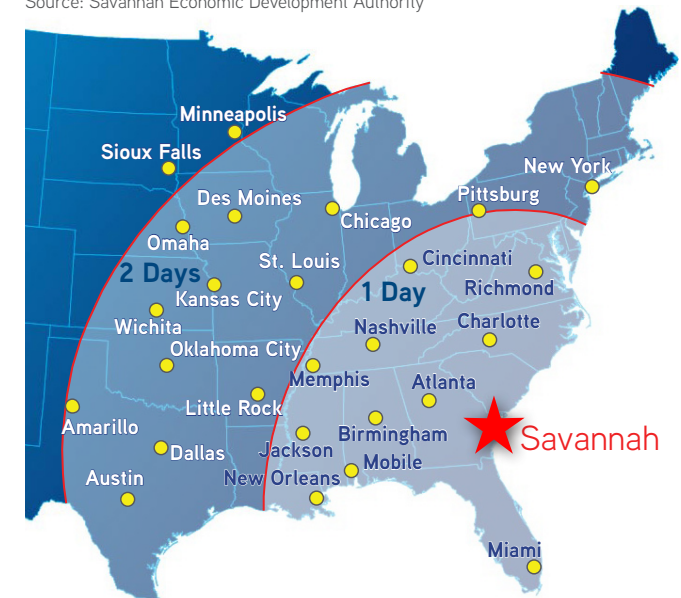 Source: Savannah Economic Development Authority
Minneapolis
Sioux Falls
New York
Des Moines
Pittsburg
Chicago
Omaha
St. Louis
Cincinnati
2 Days
Kansas City
1 Day
Richmond
Wichita
Nashville
Charlotte
Oklahoma City
Memphis
Atlanta
Little Rock
Amarillo
Birmingham
Savannah
Dallas
Jackson
Mobile
Austin
New Orleans
Miami